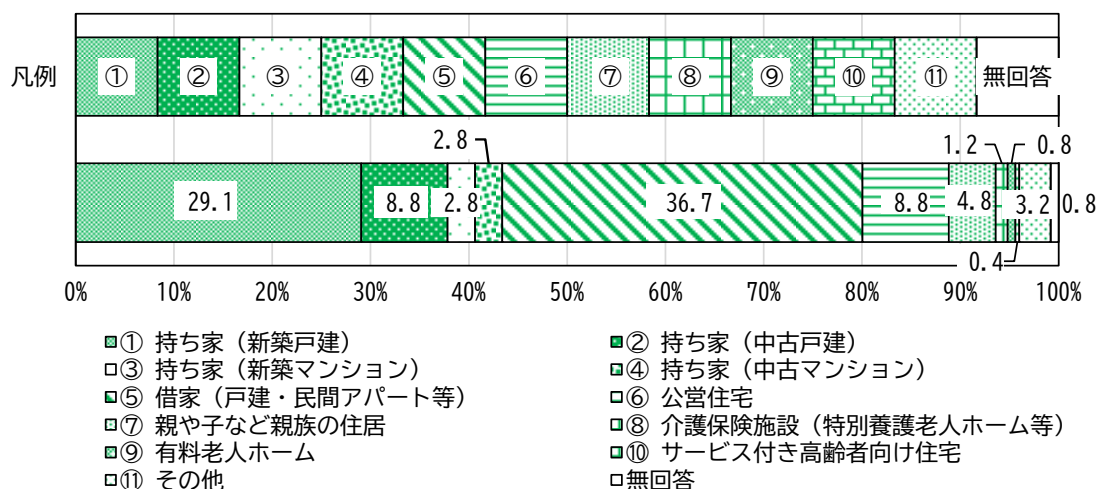 凡例 ① ② ③ ④ ⑤ ⑥ ⑦ ⑧ ⑨ ⑩ ⑪ 無回答
2.8 1.2 0.8
29.1 8.8 2.8 36.7 8.8 4.8 3.2 0.8
0.4
0% 10% 20% 30% 40% 50% 60% 70% 80% 90% 100%
① 持ち家（新築戸建） ② 持ち家（中古戸建）
③ 持ち家（新築マンション） ④ 持ち家（中古マンション）
⑤ 借家（戸建・民間アパート等） ⑥ 公営住宅
⑦ 親や子など親族の住居 ⑧ 介護保険施設（特別養護老人ホーム等）
⑨ 有料老人ホーム ⑩ サービス付き高齢者向け住宅
⑪ その他 無回答